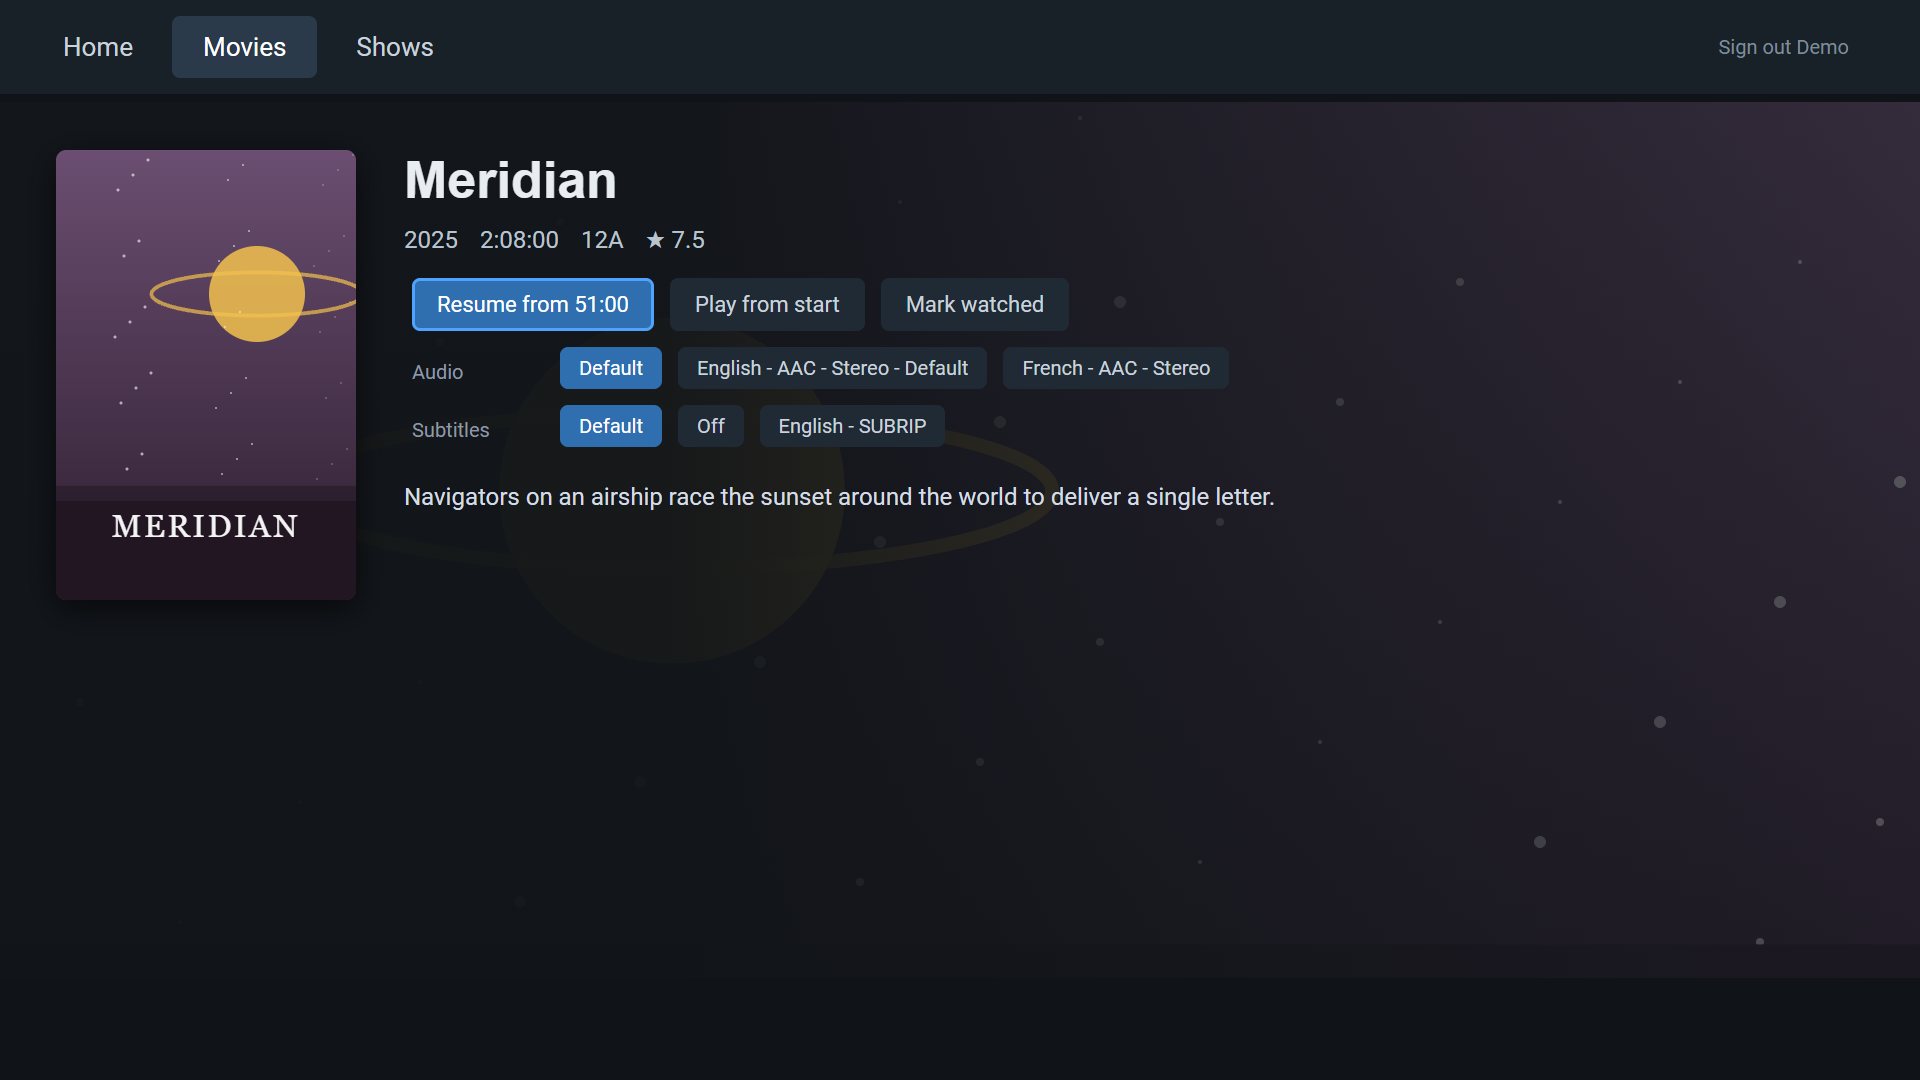 Home Movies Shows Sign out Demo
Meridian
2025 2:08:00 12A ★ 7.5
Resume from 51:00 Play from start Mark watched
Audio Default English - AAC - Stereo - Default French - AAC - Stereo
Subtitles Default Off English - SUBRIP
Navigators on an airship race the sunset around the world to deliver a single letter.
MERIDIAN